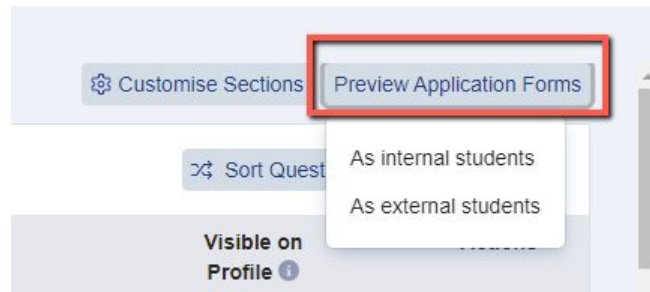 Customise Sections Preview Application Forms
As internal students
Sort Quest
As external students
Visible on
Profile